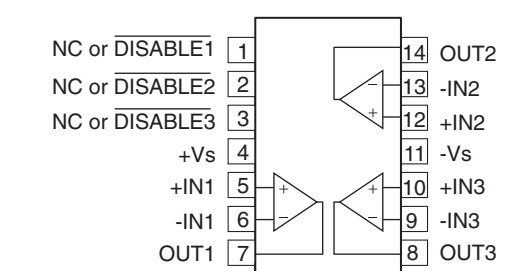 NC or DISABLE1 1
NC or DISABLE2 2
NC or DISABLE3 3
+Vs 4
+IN1 5
-IN1 6
OUT1 7
14 OUT2
13 -IN2
12 +IN2
11 -Vs
10 +IN3
9 -IN3
8 OUT3
−
+
+
−
+
−